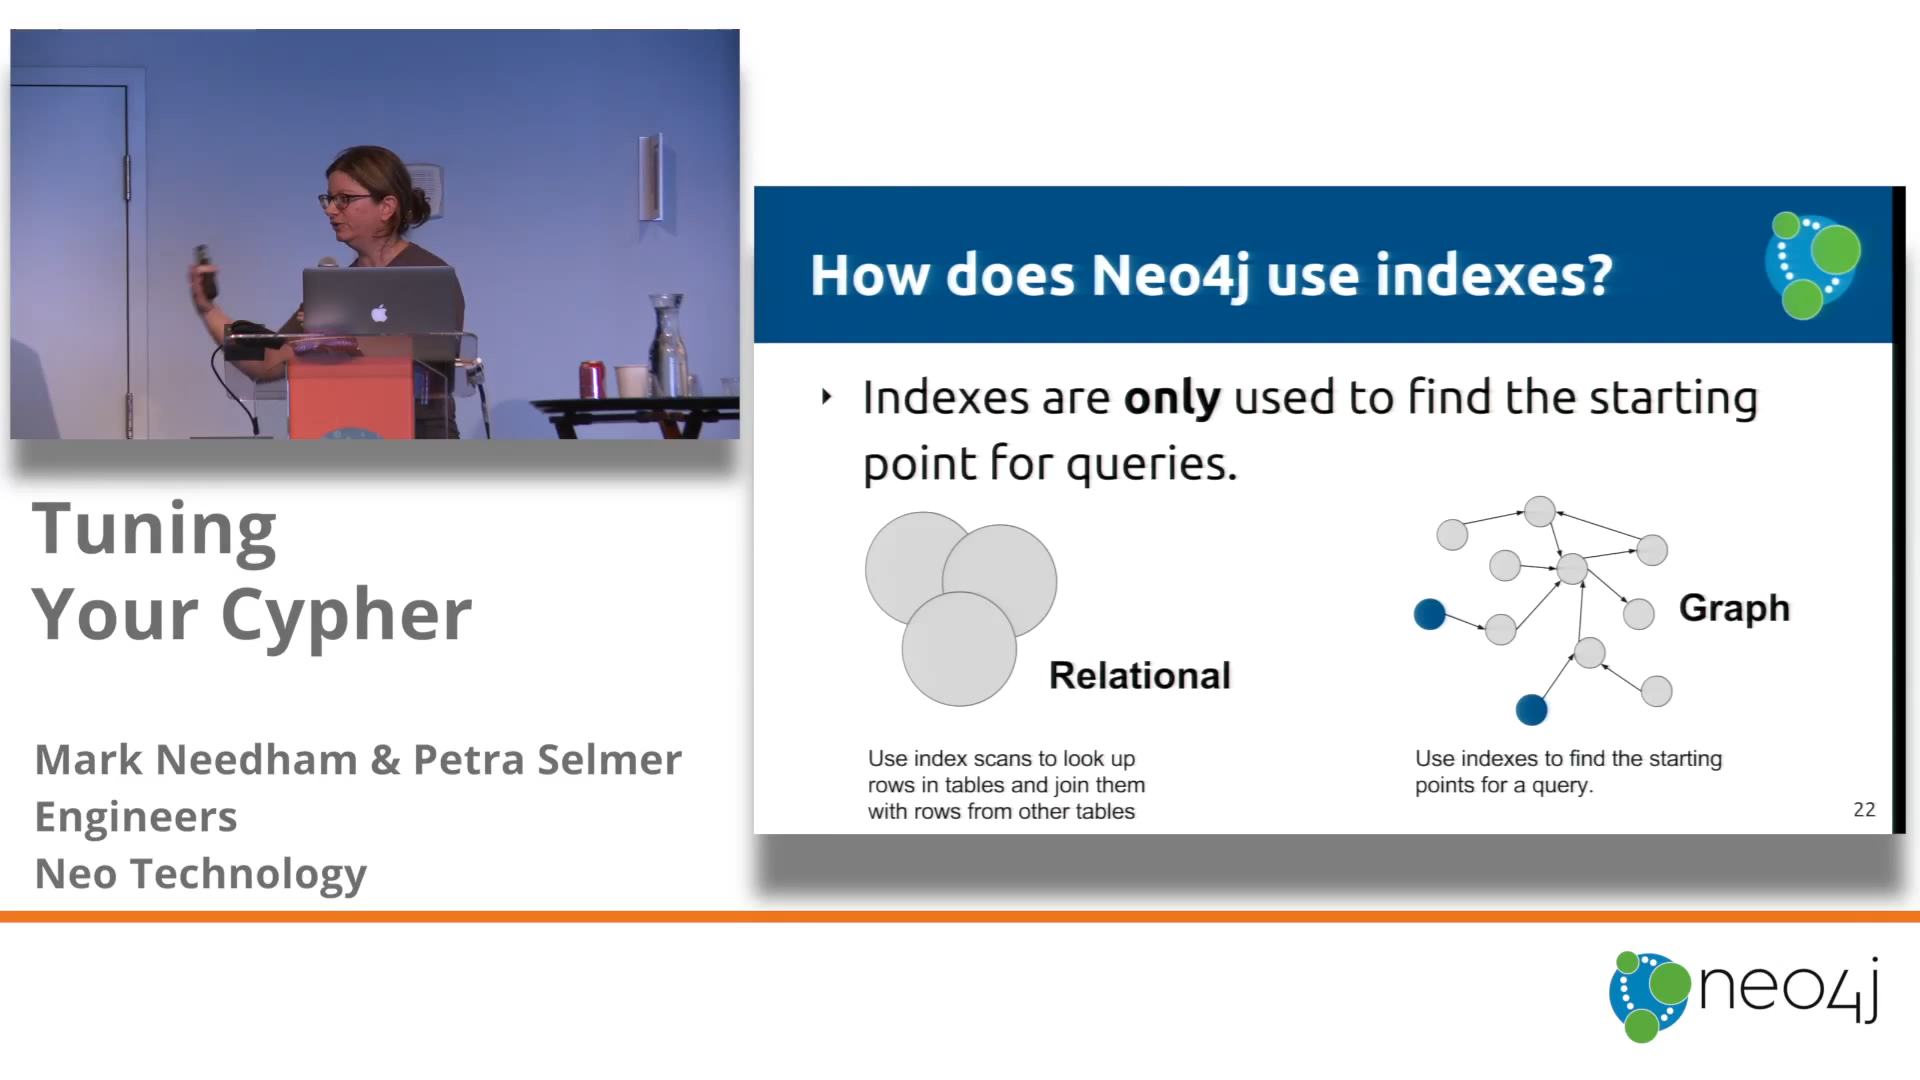 Tuning
Your Cypher
Mark Needham & Petra Selmer
Engineers
Neo Technology
How does Neo4j use indexes?
Indexes are only used to find the starting
point for queries.
Relational
Graph
Use index scans to look up
rows in tables and join them
with rows from other tables
Use indexes to find the starting
points for a query.
22
neo4j